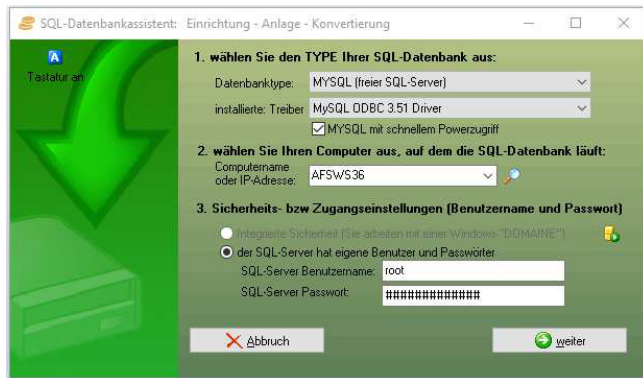 SQL-Datenbankassistent: Einrichtung - Anlage - Konvertierung
A
Tastatur an
1. wählen Sie den TYPE Ihrer SQL-Datenbank aus:
Datenbanktype: MYSQL (freier SQL-Server)
installierte: Treiber MySQL ODBC 3.51 Driver
MYSQL mit schnellem Powerzugriff
2. wählen Sie Ihren Computer aus, auf dem die SQL-Datenbank läuft:
Computername
oder IP-Adresse: AFSWS36
3. Sicherheits- bzw Zugangseinstellungen (Benutzername und Passwort)
Integrierte Sicherheit (Sie arbeiten mit einer Windows-"DOMAINE")
der SQL-Server hat eigene Benutzer und Passwörter
SQL-Server Benutzername: root
SQL-Server Passwort: #############
Abbruch
weiter